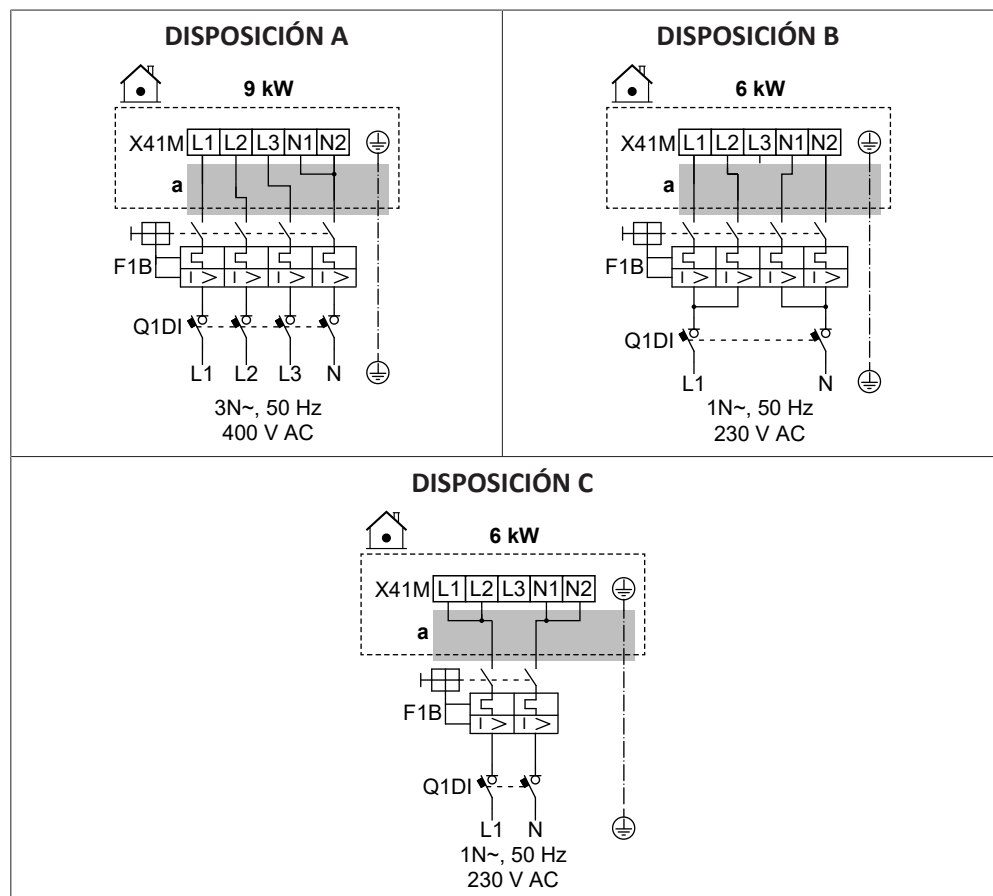 DISPOSICIÓN A
9 kW
X41M L1 L2 L3 N1 N2
a
F1B
I > I > I > I >
Q1DI
L1 L2 L3 N
3N~, 50 Hz
400 V AC
DISPOSICIÓN B
6 kW
X41M L1 L2 L3 N1 N2
a
F1B
I > I > I > I >
Q1DI
L1 N
1N~, 50 Hz
230 V AC
DISPOSICIÓN C
6 kW
X41M L1 L2 L3 N1 N2
a
F1B
I > I >
Q1DI
L1 N
1N~, 50 Hz
230 V AC